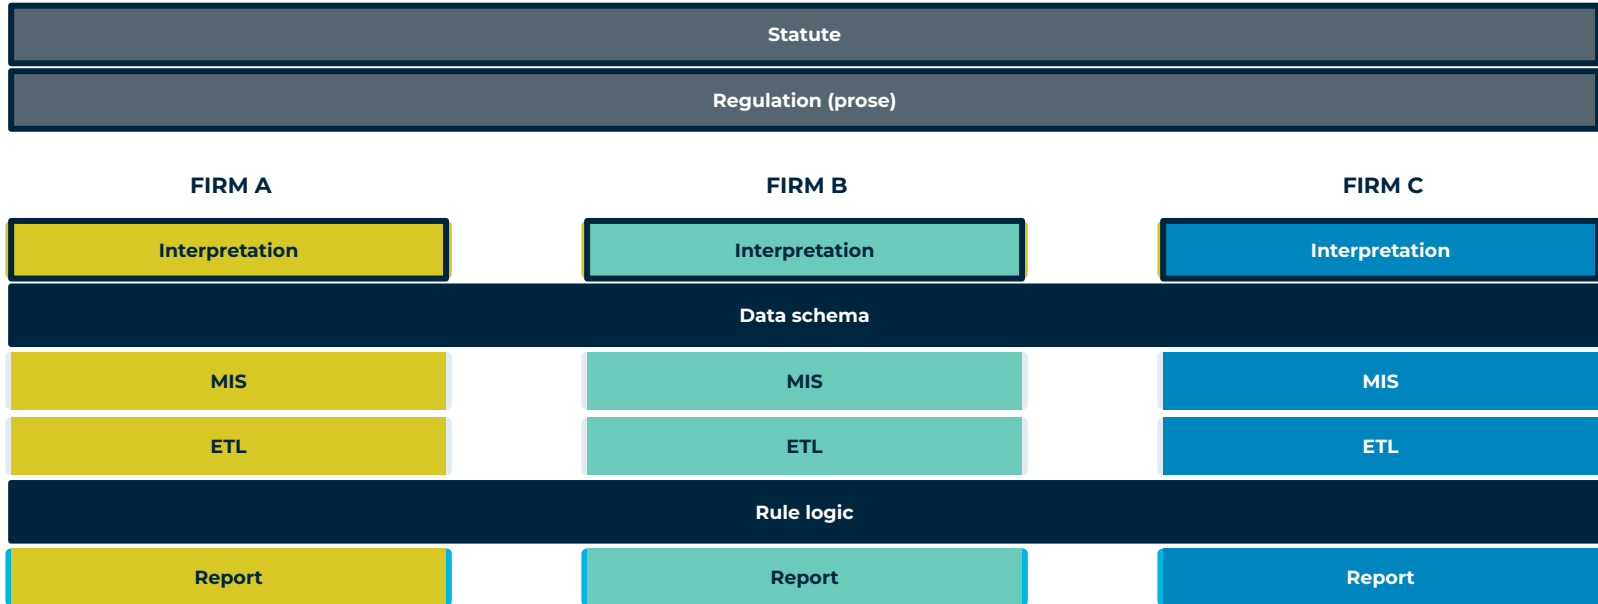 Statute
Regulation (prose)
FIRM A FIRM B FIRM C
Interpretation Interpretation Interpretation
Data schema
MIS MIS MIS
ETL ETL ETL
Rule logic
Report Report Report